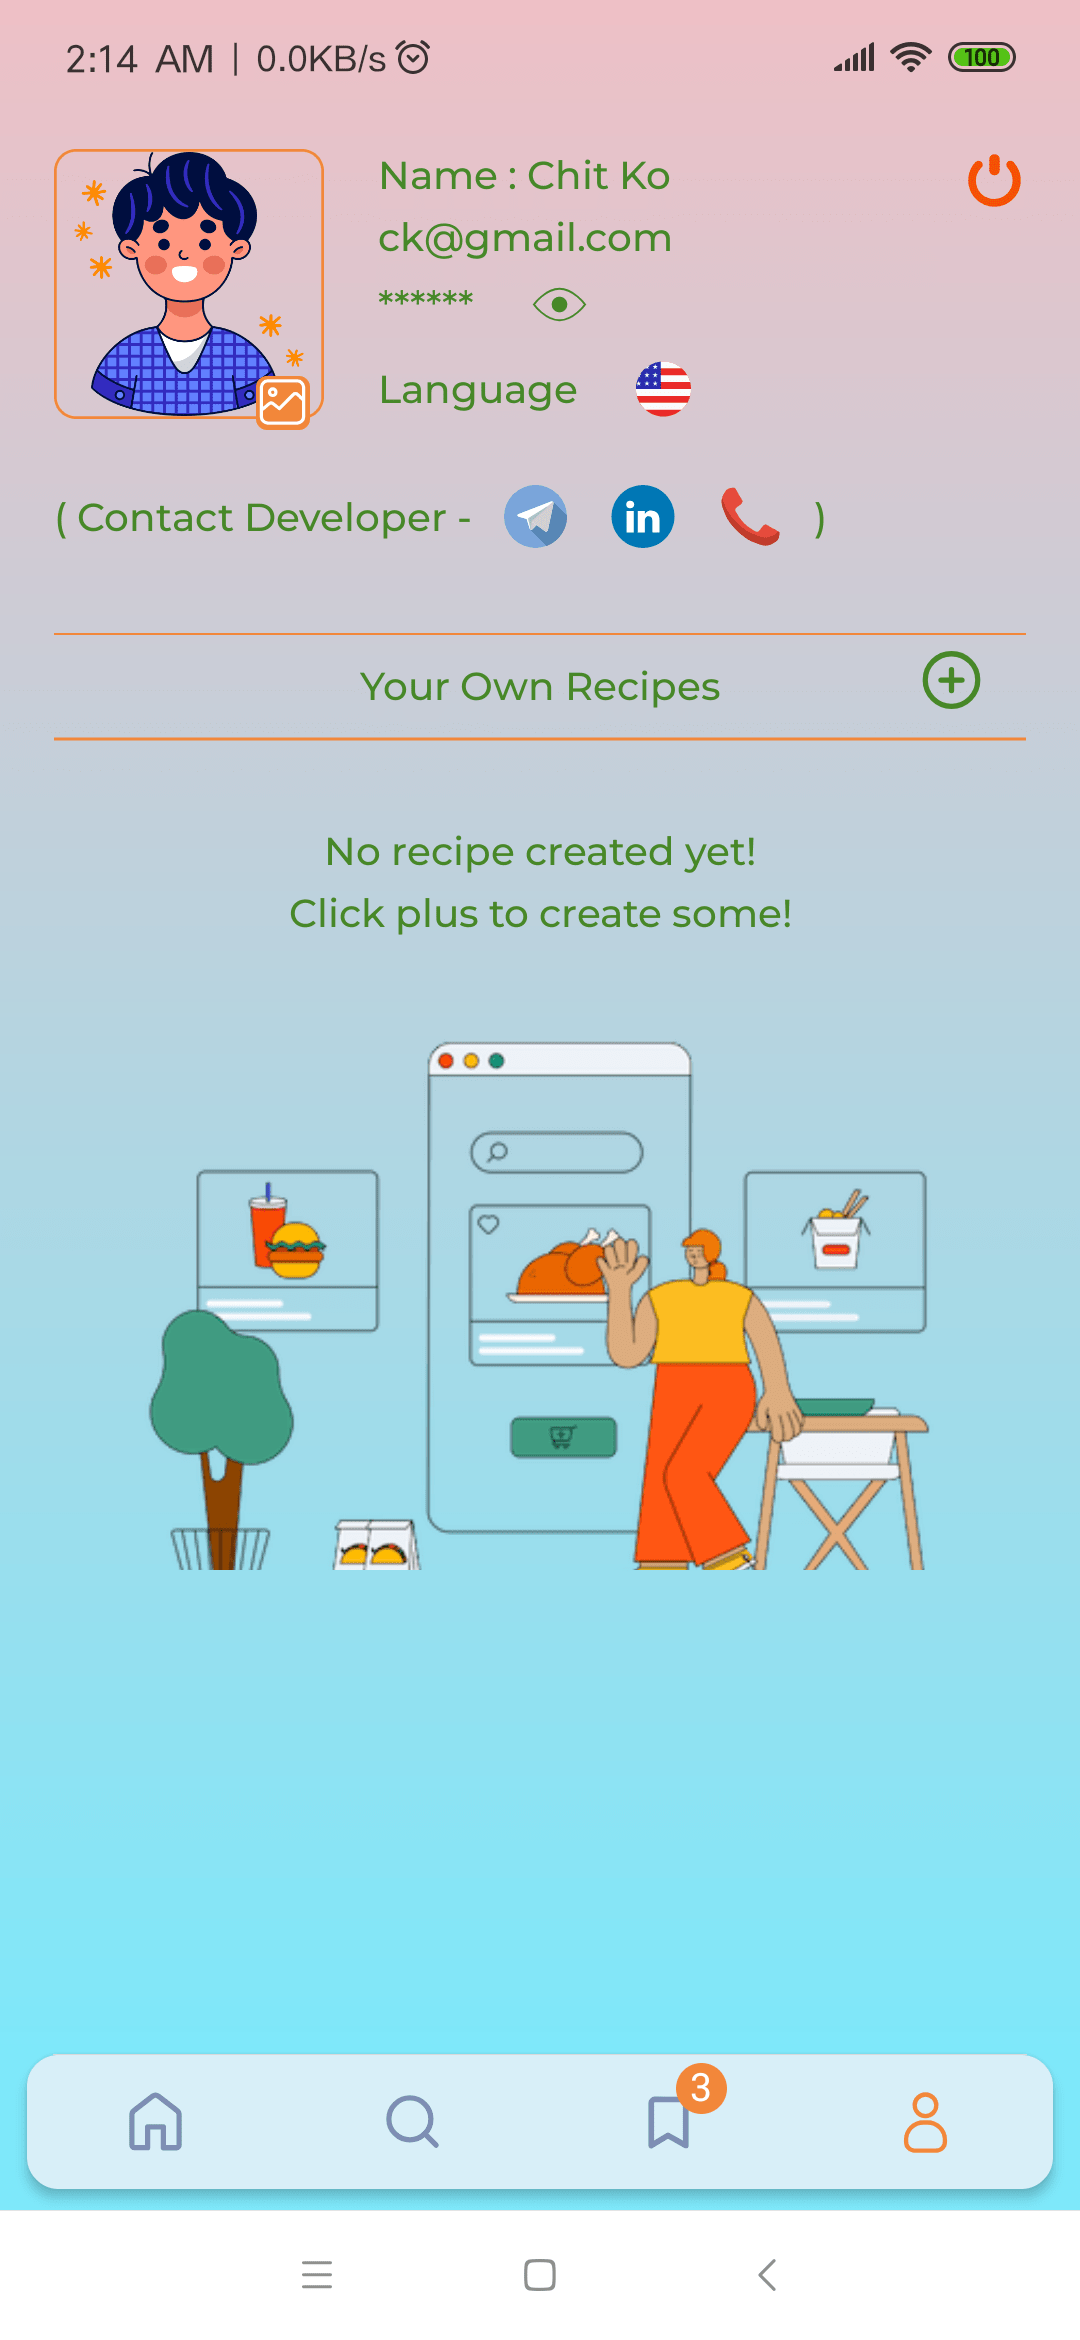 2:14 AM | 0.0KB/s
100
Name : Chit Ko
ck@gmail.com
******
Language
( Contact Developer - in )
Your Own Recipes
No recipe created yet!
Click plus to create some!
3